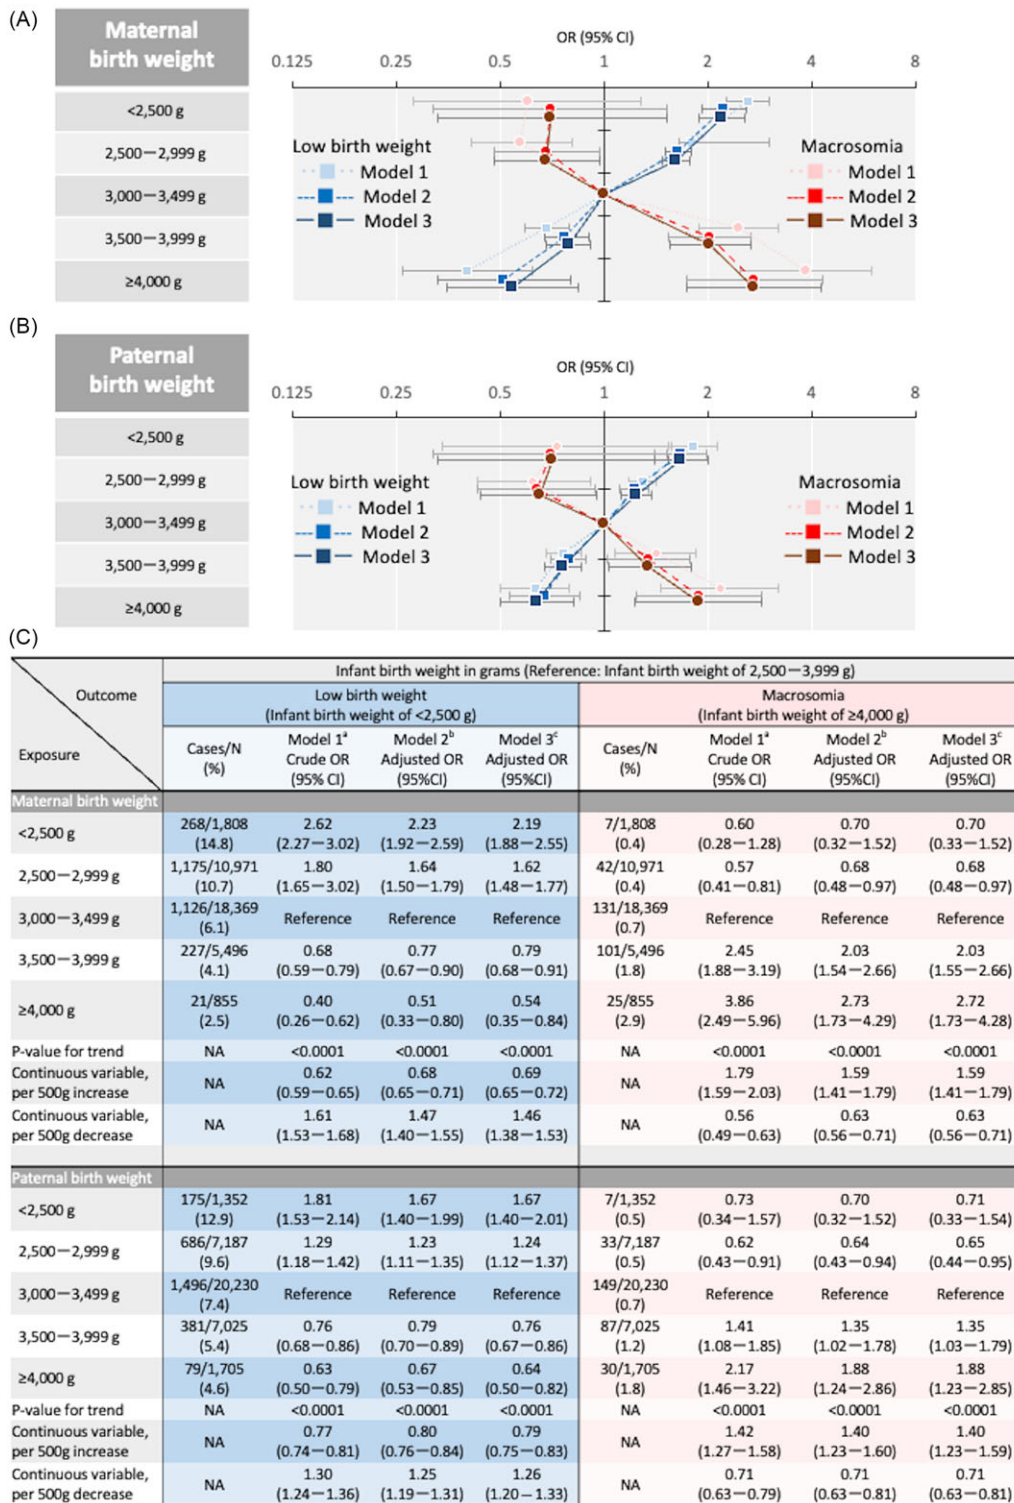 (A)
Maternal
birth weight
OR (95% CI)
0.125 0.25 0.5 1 2 4 8
<2,500 g
2,500－2,999 g
3,000－3,499 g
3,500－3,999 g
≥4,000 g
Low birth weight
Model 1
Model 2
Model 3
Macrosomia
Model 1
Model 2
Model 3
(B)
Paternal
birth weight
OR (95% CI)
0.125 0.25 0.5 1 2 4 8
<2,500 g
2,500－2,999 g
3,000－3,499 g
3,500－3,999 g
≥4,000 g
Low birth weight
Model 1
Model 2
Model 3
Macrosomia
Model 1
Model 2
Model 3
(C)
Outcome
Exposure
Infant birth weight in grams (Reference: Infant birth weight of 2,500－3,999 g)
Low birth weight
(Infant birth weight of <2,500 g)
Macrosomia
(Infant birth weight of ≥4,000 g)
Cases/N
(%)
Model 1ᵃ
Crude OR
(95% CI)
Model 2ᵇ
Adjusted OR
(95%CI)
Model 3ᶜ
Adjusted OR
(95%CI)
Cases/N
(%)
Model 1ᵃ
Crude OR
(95% CI)
Model 2ᵇ
Adjusted OR
(95%CI)
Model 3ᶜ
Adjusted OR
(95%CI)
Maternal birth weight
<2,500 g
268/1,808 2.62 2.23 2.19 7/1,808 0.60 0.70 0.70
(14.8) (2.27－3.02) (1.92－2.59) (1.88－2.55) (0.4) (0.28－1.28) (0.32－1.52) (0.33－1.52)
2,500－2,999 g
1,175/10,971 1.80 1.64 1.62 42/10,971 0.57 0.68 0.68
(10.7) (1.65－3.02) (1.50－1.79) (1.48－1.77) (0.4) (0.41－0.81) (0.48－0.97) (0.48－0.97)
3,000－3,499 g
1,126/18,369 Reference Reference Reference 131/18,369 Reference Reference Reference
(6.1) (0.7)
3,500－3,999 g
227/5,496 0.68 0.77 0.79 101/5,496 2.45 2.03 2.03
(4.1) (0.59－0.79) (0.67－0.90) (0.68－0.91) (1.8) (1.88－3.19) (1.54－2.66) (1.55－2.66)
≥4,000 g
21/855 0.40 0.51 0.54 25/855 3.86 2.73 2.72
(2.5) (0.26－0.62) (0.33－0.80) (0.35－0.84) (2.9) (2.49－5.96) (1.73－4.29) (1.73－4.28)
P-value for trend NA <0.0001 <0.0001 <0.0001 NA <0.0001 <0.0001 <0.0001
Continuous variable,
per 500g increase
NA 0.62 0.68 0.69 NA 1.79 1.59 1.59
(0.59－0.65) (0.65－0.71) (0.65－0.72) (1.59－2.03) (1.41－1.79) (1.41－1.79)
Continuous variable,
per 500g decrease
NA 1.61 1.47 1.46 NA 0.56 0.63 0.63
(1.53－1.68) (1.40－1.55) (1.38－1.53) (0.49－0.63) (0.56－0.71) (0.56－0.71)
Paternal birth weight
<2,500 g
175/1,352 1.81 1.67 1.67 7/1,352 0.73 0.70 0.71
(12.9) (1.53－2.14) (1.40－1.99) (1.40－2.01) (0.5) (0.34－1.57) (0.32－1.52) (0.33－1.54)
2,500－2,999 g
686/7,187 1.29 1.23 1.24 33/7,187 0.62 0.64 0.65
(9.6) (1.18－1.42) (1.11－1.35) (1.12－1.37) (0.5) (0.43－0.91) (0.43－0.94) (0.44－0.95)
3,000－3,499 g
1,496/20,230 Reference Reference Reference 149/20,230 Reference Reference Reference
(7.4) (0.7)
3,500－3,999 g
381/7,025 0.76 0.79 0.76 87/7,025 1.41 1.35 1.35
(5.4) (0.68－0.86) (0.70－0.89) (0.67－0.86) (1.2) (1.08－1.85) (1.02－1.78) (1.03－1.79)
≥4,000 g
79/1,705 0.63 0.67 0.64 30/1,705 2.17 1.88 1.88
(4.6) (0.50－0.79) (0.53－0.85) (0.50－0.82) (1.8) (1.46－3.22) (1.24－2.86) (1.23－2.85)
P-value for trend NA <0.0001 <0.0001 <0.0001 NA <0.0001 <0.0001 <0.0001
Continuous variable,
per 500g increase
NA 0.77 0.80 0.79 NA 1.42 1.40 1.40
(0.74－0.81) (0.76－0.84) (0.75－0.83) (1.27－1.58) (1.23－1.60) (1.23－1.59)
Continuous variable,
per 500g decrease
NA 1.30 1.25 1.26 NA 0.71 0.71 0.71
(1.24－1.36) (1.19－1.31) (1.20－1.33) (0.63－0.79) (0.63－0.81) (0.63－0.81)